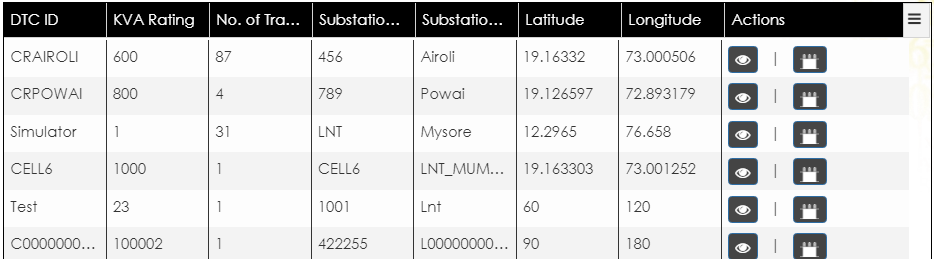 DTC ID KVA Rating No. of Tra... Substatio... Substatio... Latitude Longitude Actions
CRAIROLI 600 87 456 Airoli 19.16332 73.000506 |
CRPOWAI 800 4 789 Powai 19.126597 72.893179 |
Simulator 1 31 LNT Mysore 12.2965 76.658 |
CELL6 1000 1 CELL6 LNT_MUM... 19.163303 73.001252 |
Test 23 1 1001 Lnt 60 120 |
C0000000... 100002 1 422255 L00000000... 90 180 |